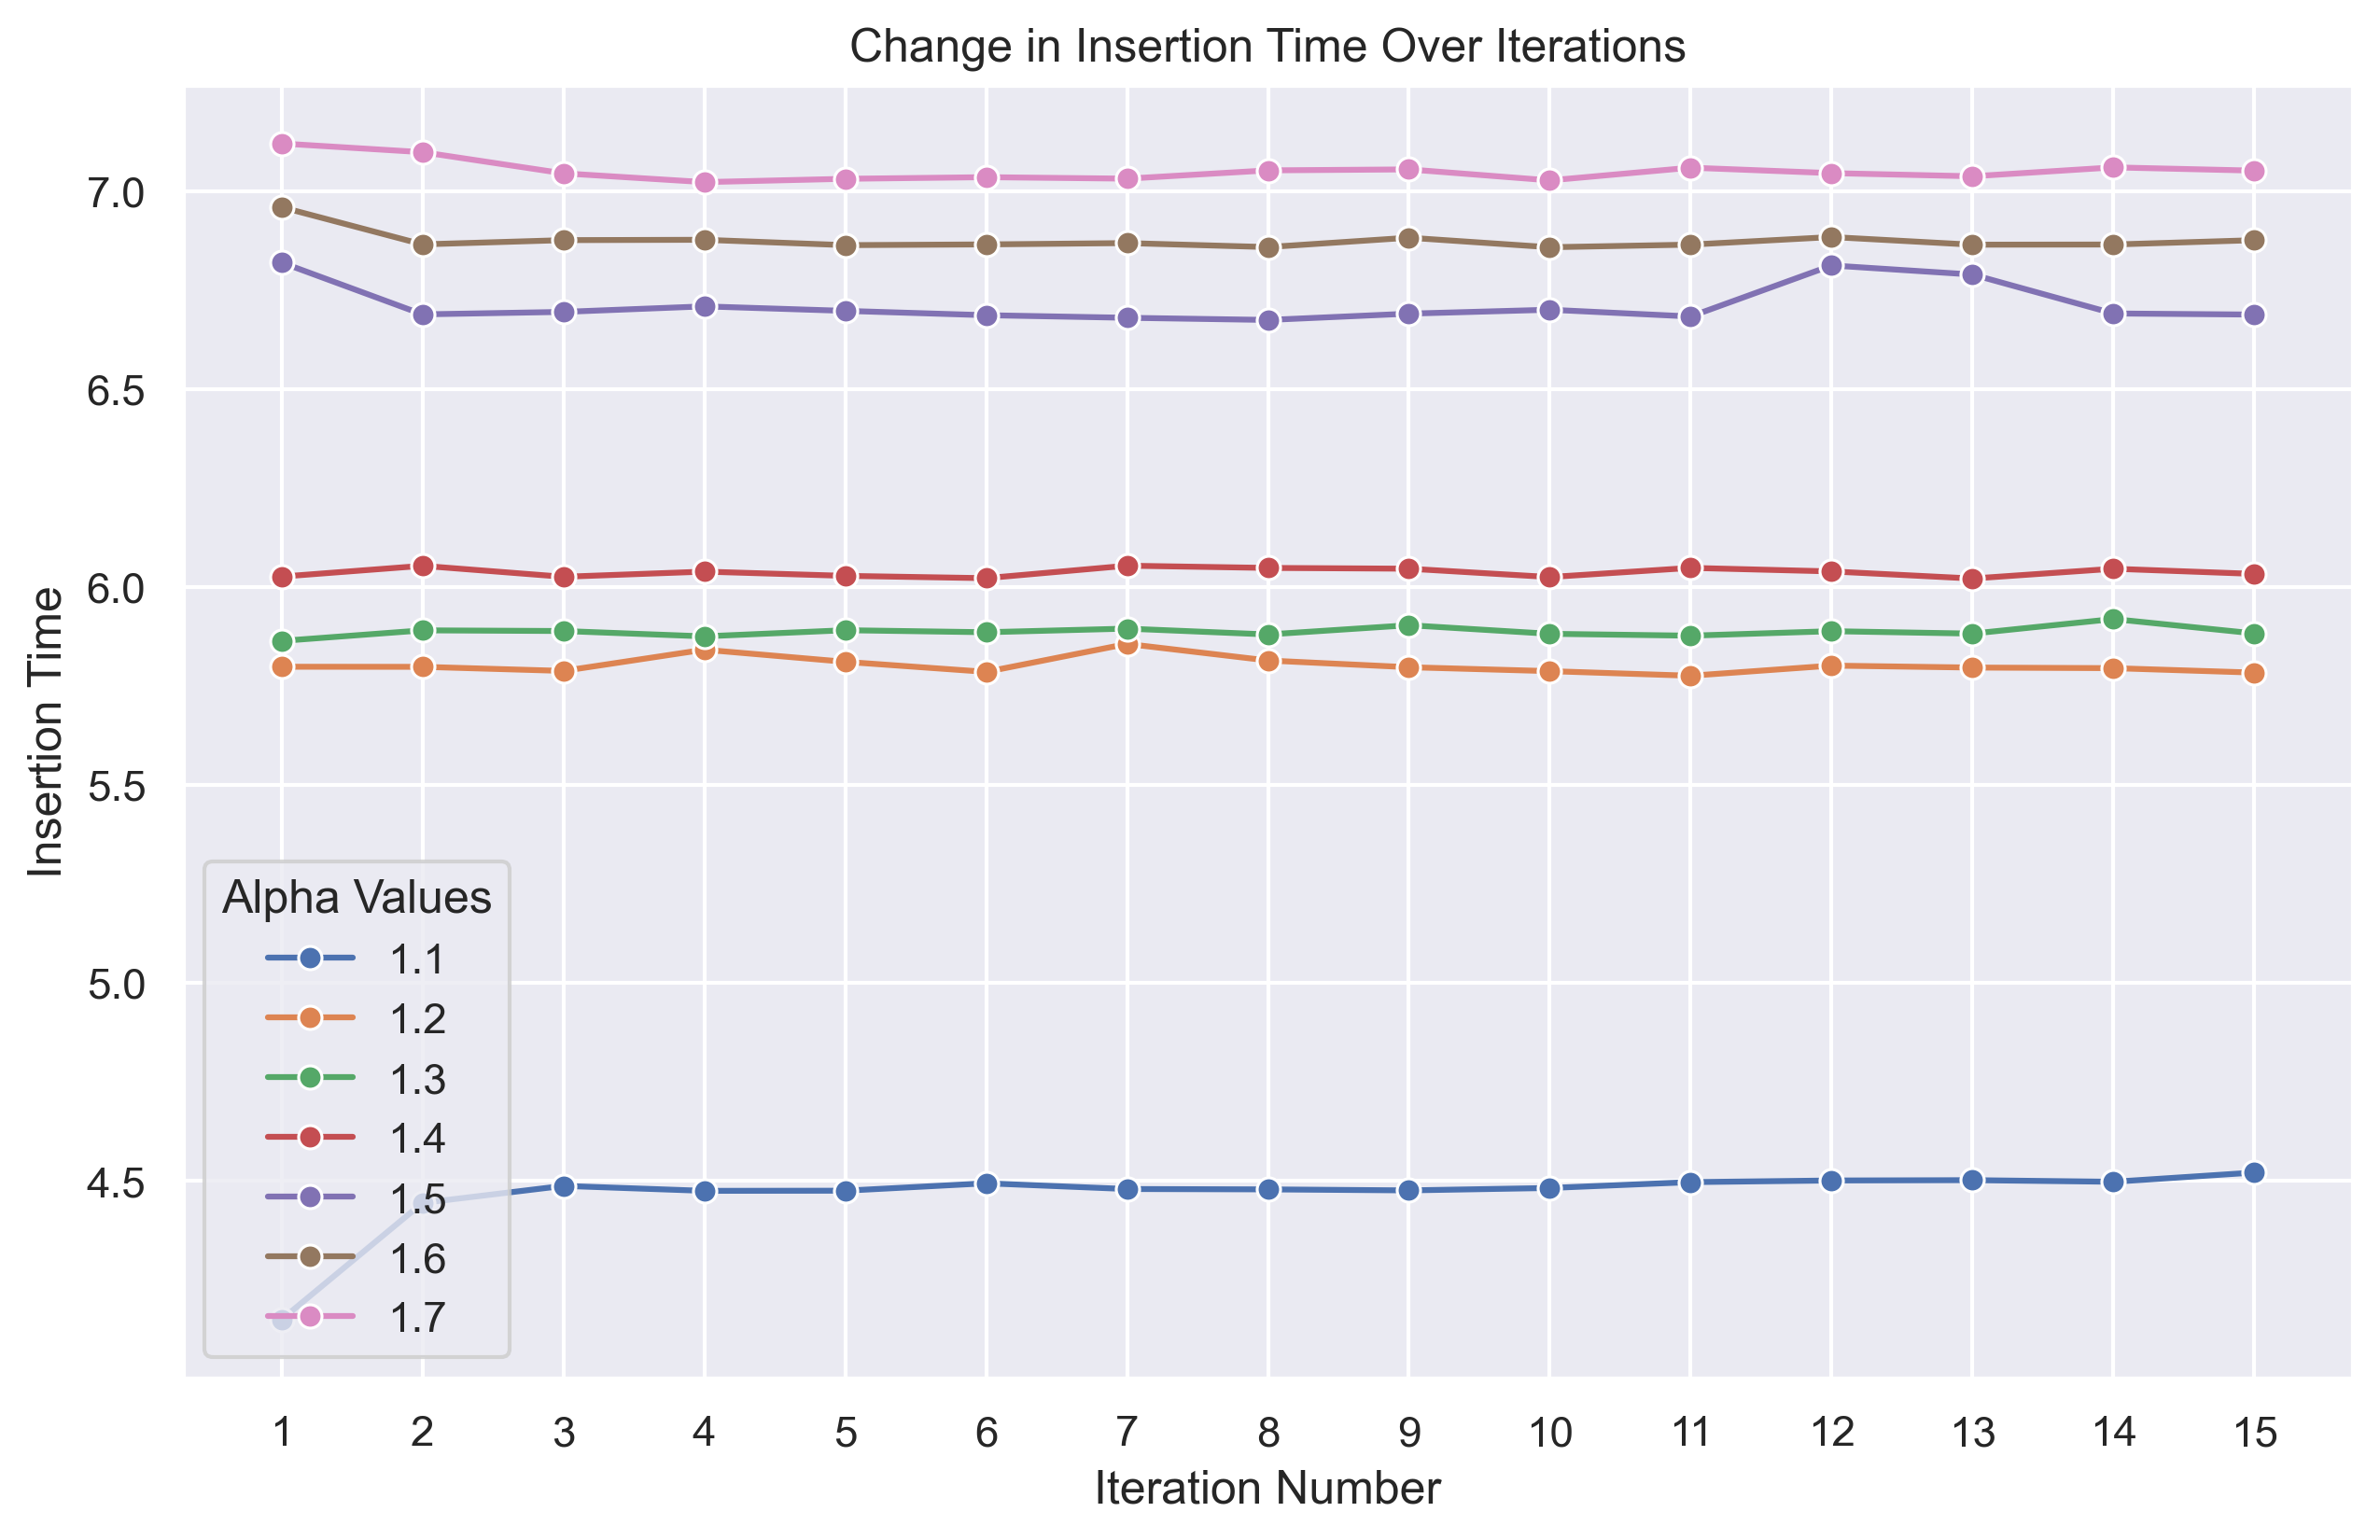 Change in Insertion Time Over Iterations
7.0
6.5
6.0
5.5
5.0
4.5
Insertion Time
Alpha Values
1.1
1.2
1.3
1.4
1.5
1.6
1.7
1 2 3 4 5 6 7 8 9 10 11 12 13 14 15
Iteration Number